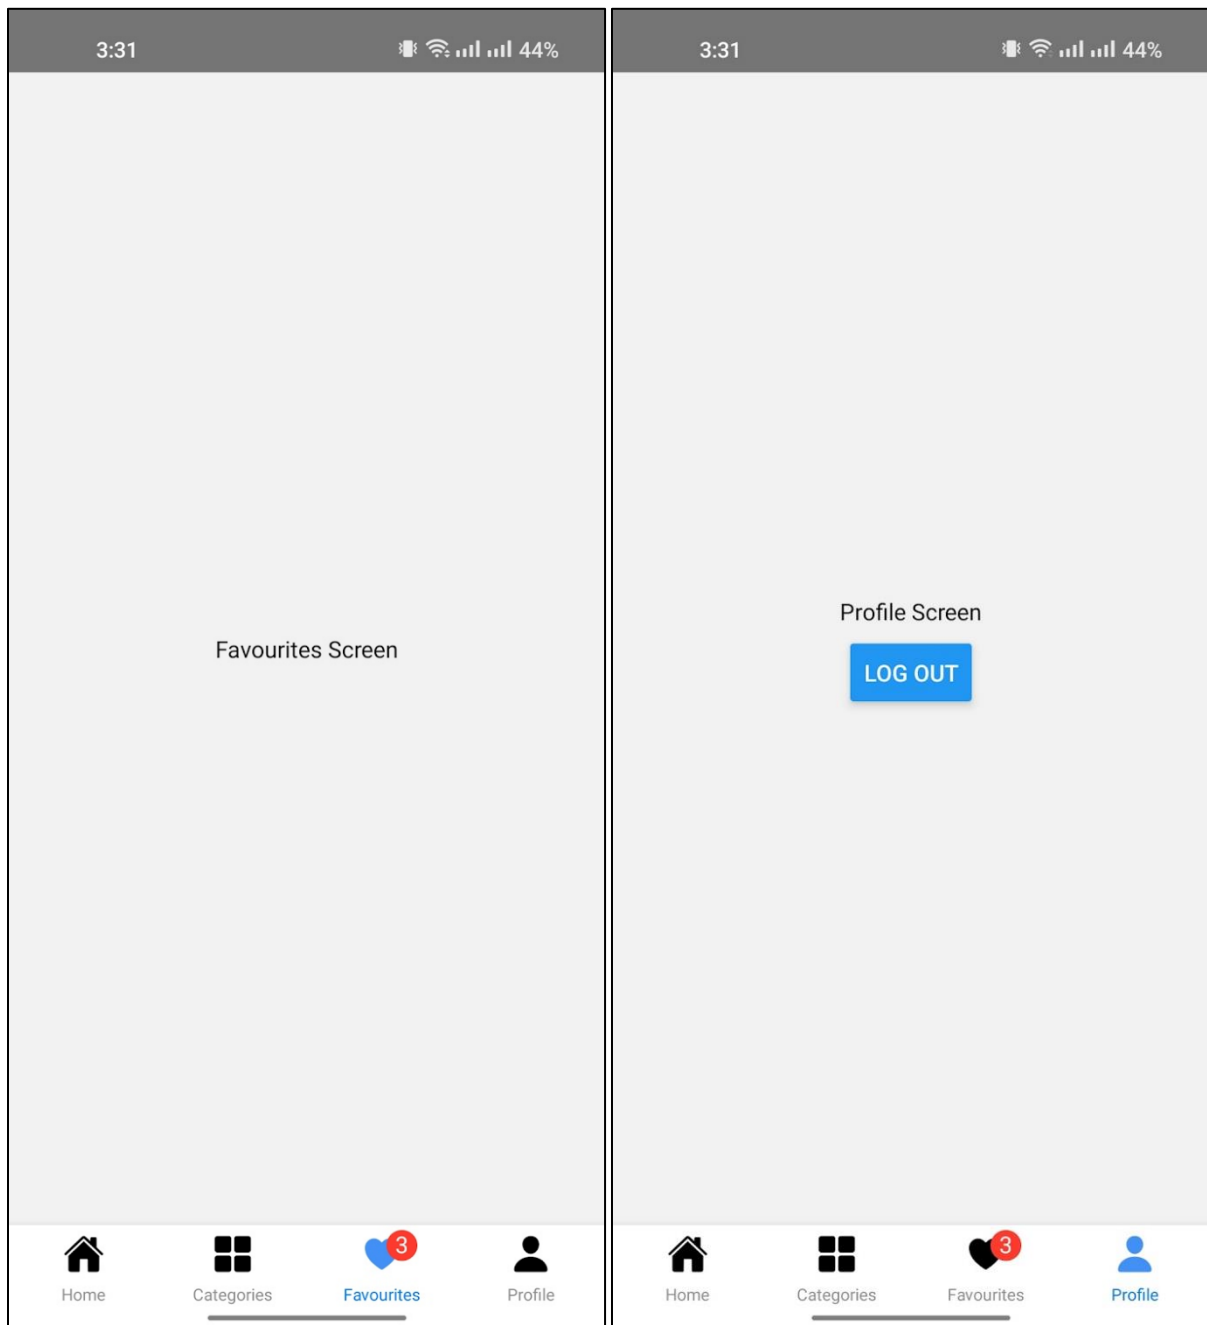 3:31 44%
Favourites Screen
3
Home Categories Favourites Profile
3:31 44%
Profile Screen
LOG OUT
3
Home Categories Favourites Profile